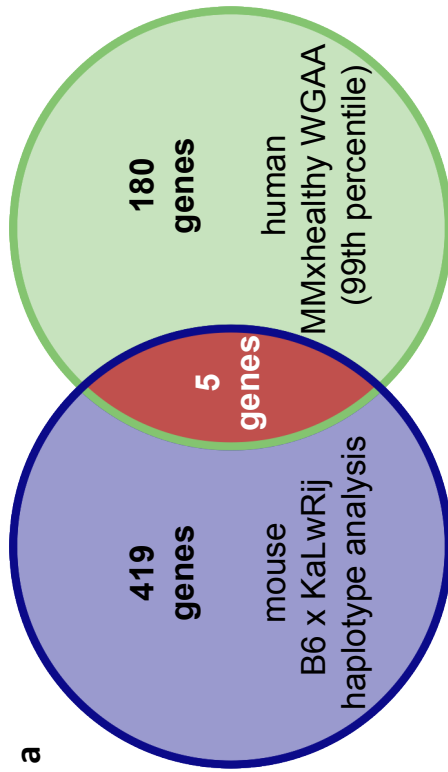 a
419
genes
mouse
B6 x KaLwRij
haplotype analysis
5
genes
180
genes
human
MMxhealthy WGAA
(99th percentile)